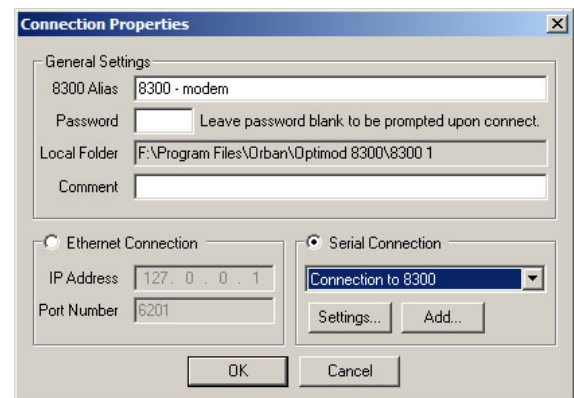 Connection Properties
General Settings
8300 Alias 8300 - modem
Password Leave password blank to be prompted upon connect.
Local Folder F:\Program Files\Orban\Optimod 8300\8300 1
Comment
Ethernet Connection
IP Address 127. 0 . 0 . 1
Port Number 6201
Serial Connection
Connection to 8300
Settings... Add...
OK Cancel